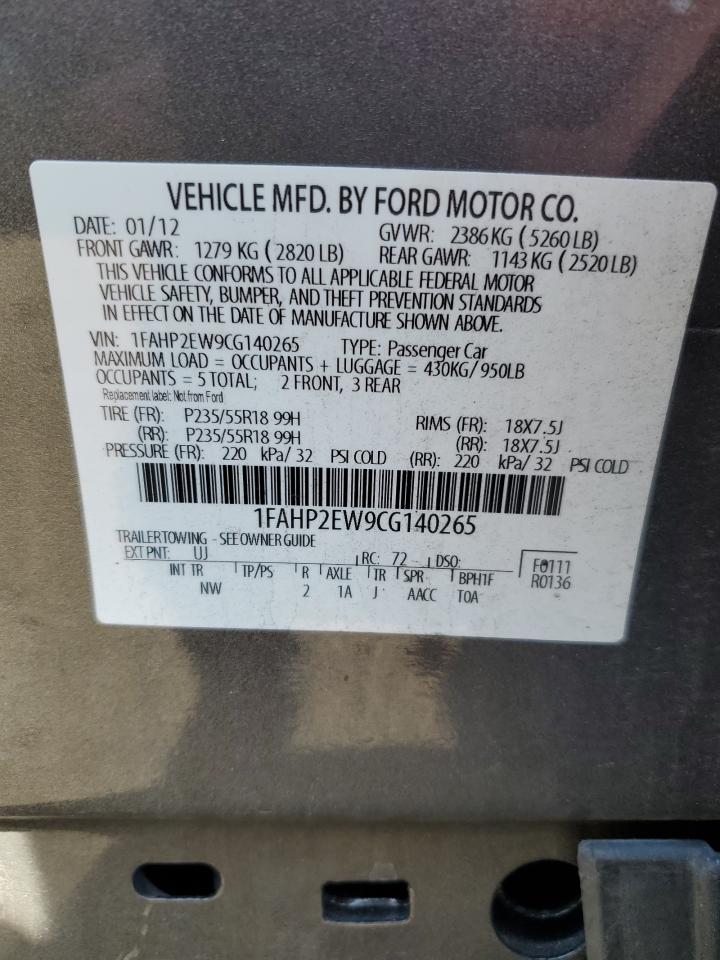 VEHICLE MFD. BY FORD MOTOR CO.
DATE: 01/12 GVWR: 2386 KG ( 5260 LB)
FRONT GAWR: 1279 KG ( 2820 LB) REAR GAWR: 1143 KG ( 2520 LB)
THIS VEHICLE CONFORMS TO ALL APPLICABLE FEDERAL MOTOR
VEHICLE SAFETY, BUMPER, AND THEFT PREVENTION STANDARDS
IN EFFECT ON THE DATE OF MANUFACTURE SHOWN ABOVE.
VIN: 1FAHP2EW9CG140265 TYPE: Passenger Car
MAXIMUM LOAD = OCCUPANTS + LUGGAGE = 430KG/950LB
OCCUPANTS = 5 TOTAL; 2 FRONT, 3 REAR
Replacement label: Not from Ford
TIRE (FR): P235/55R18 99H RIMS (FR): 18X7.5J
(RR): P235/55R18 99H (RR): 18X7.5J
PRESSURE (FR): 220 kPa/ 32 PSI COLD (RR): 220 kPa/ 32 PSI COLD
1FAHP2EW9CG140265
TRAILER TOWING - SEE OWNER GUIDE
EXT PNT: UJ RC: 72 DSO:
INT TR TP/PS R AXLE TR SPR BPH1F
NW 2 1A J AACC TOA
F0111
R0136